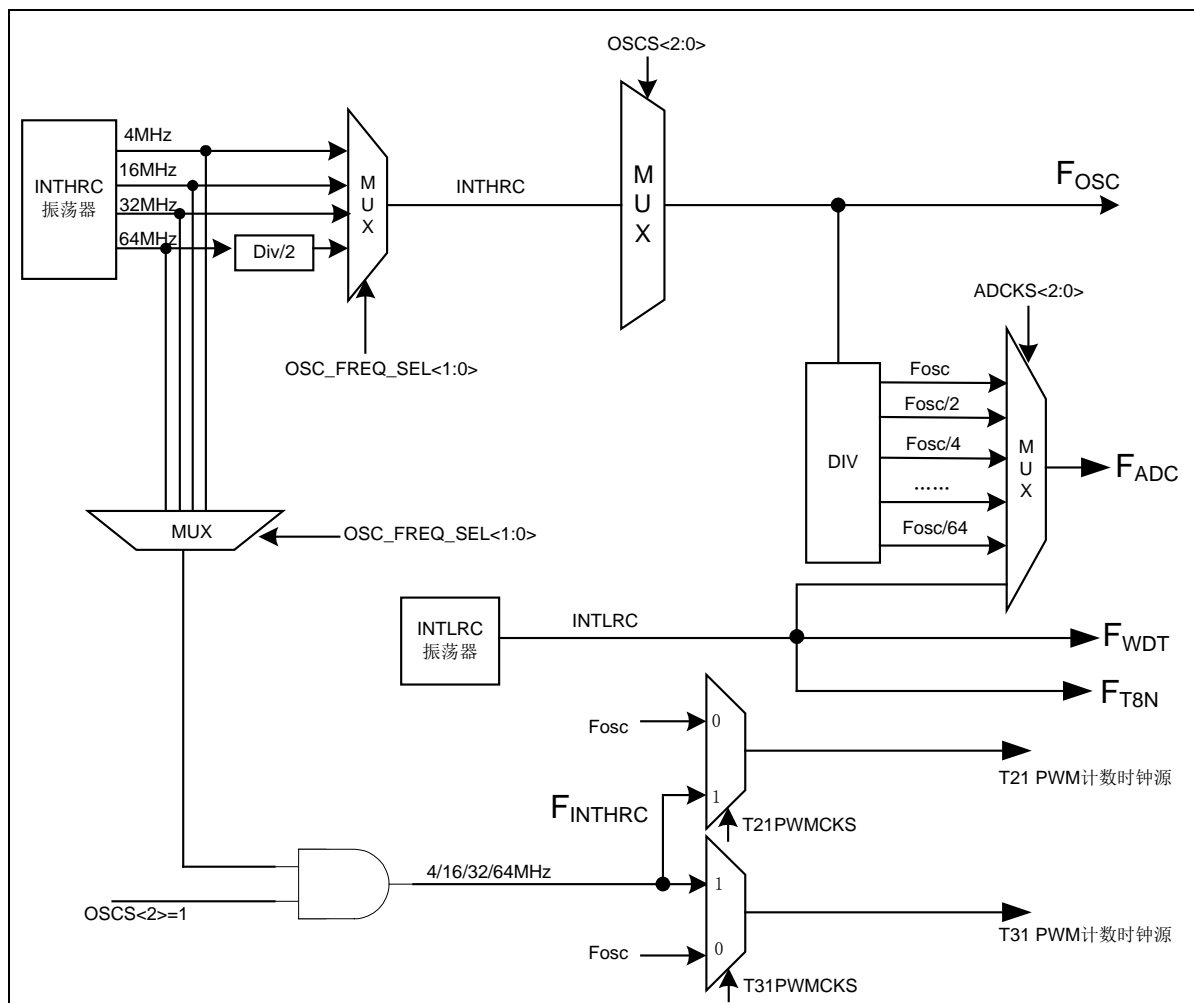 OSCS<2:0>
4MHz
16MHz
32MHz
64MHz
INTHRC
振荡器
Div/2
M
U
X
INTHRC
M
U
X
FOSC
OSC_FREQ_SEL<1:0>
ADCKS<2:0>
DIV
Fosc
Fosc/2
Fosc/4
……
Fosc/64
M
U
X
FADC
MUX
OSC_FREQ_SEL<1:0>
INTLRC
振荡器
INTLRC
FWDT
FT8N
Fosc
0
1
T21 PWM计数时钟源
FINTHRC
T21PWMCKS
4/16/32/64MHz
OSCS<2>=1
1
0
T31 PWM计数时钟源
Fosc
T31PWMCKS